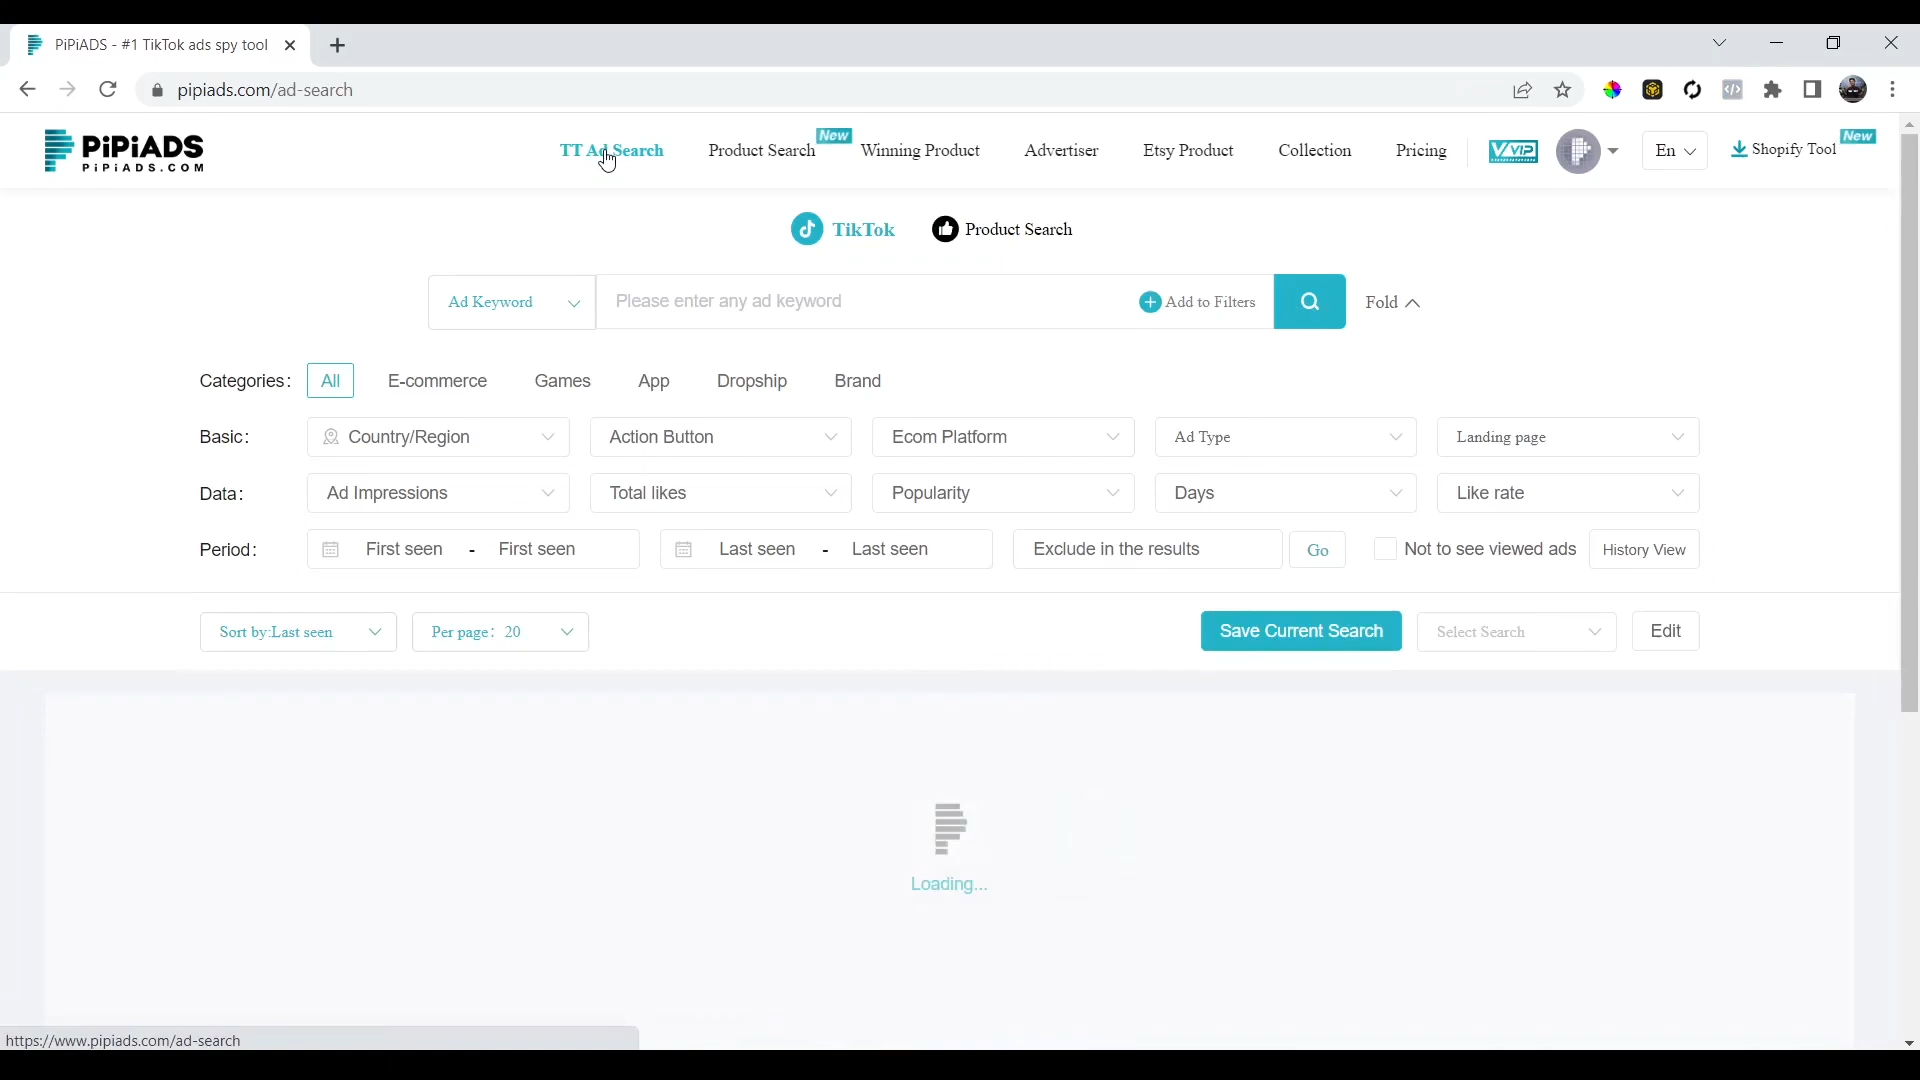 PiPiADS - #1 TikTok ads spy tool
pipiads.com/ad-search
PiPiADS
PiPiADS.COM
TT Ad Search
Product Search
New
Winning Product
Advertiser
Etsy Product
Collection
Pricing
VVIP
En
Shopify Tool
New
TikTok
Product Search
Ad Keyword
Please enter any ad keyword
Add to Filters
Fold
Categories:
All
E-commerce
Games
App
Dropship
Brand
Basic:
Country/Region
Action Button
Ecom Platform
Ad Type
Landing page
Data:
Ad Impressions
Total likes
Popularity
Days
Like rate
Period:
First seen - First seen
Last seen - Last seen
Exclude in the results
Go
Not to see viewed ads
History View
Sort by:Last seen
Per page: 20
Save Current Search
Select Search
Edit
Loading...
https://www.pipiads.com/ad-search